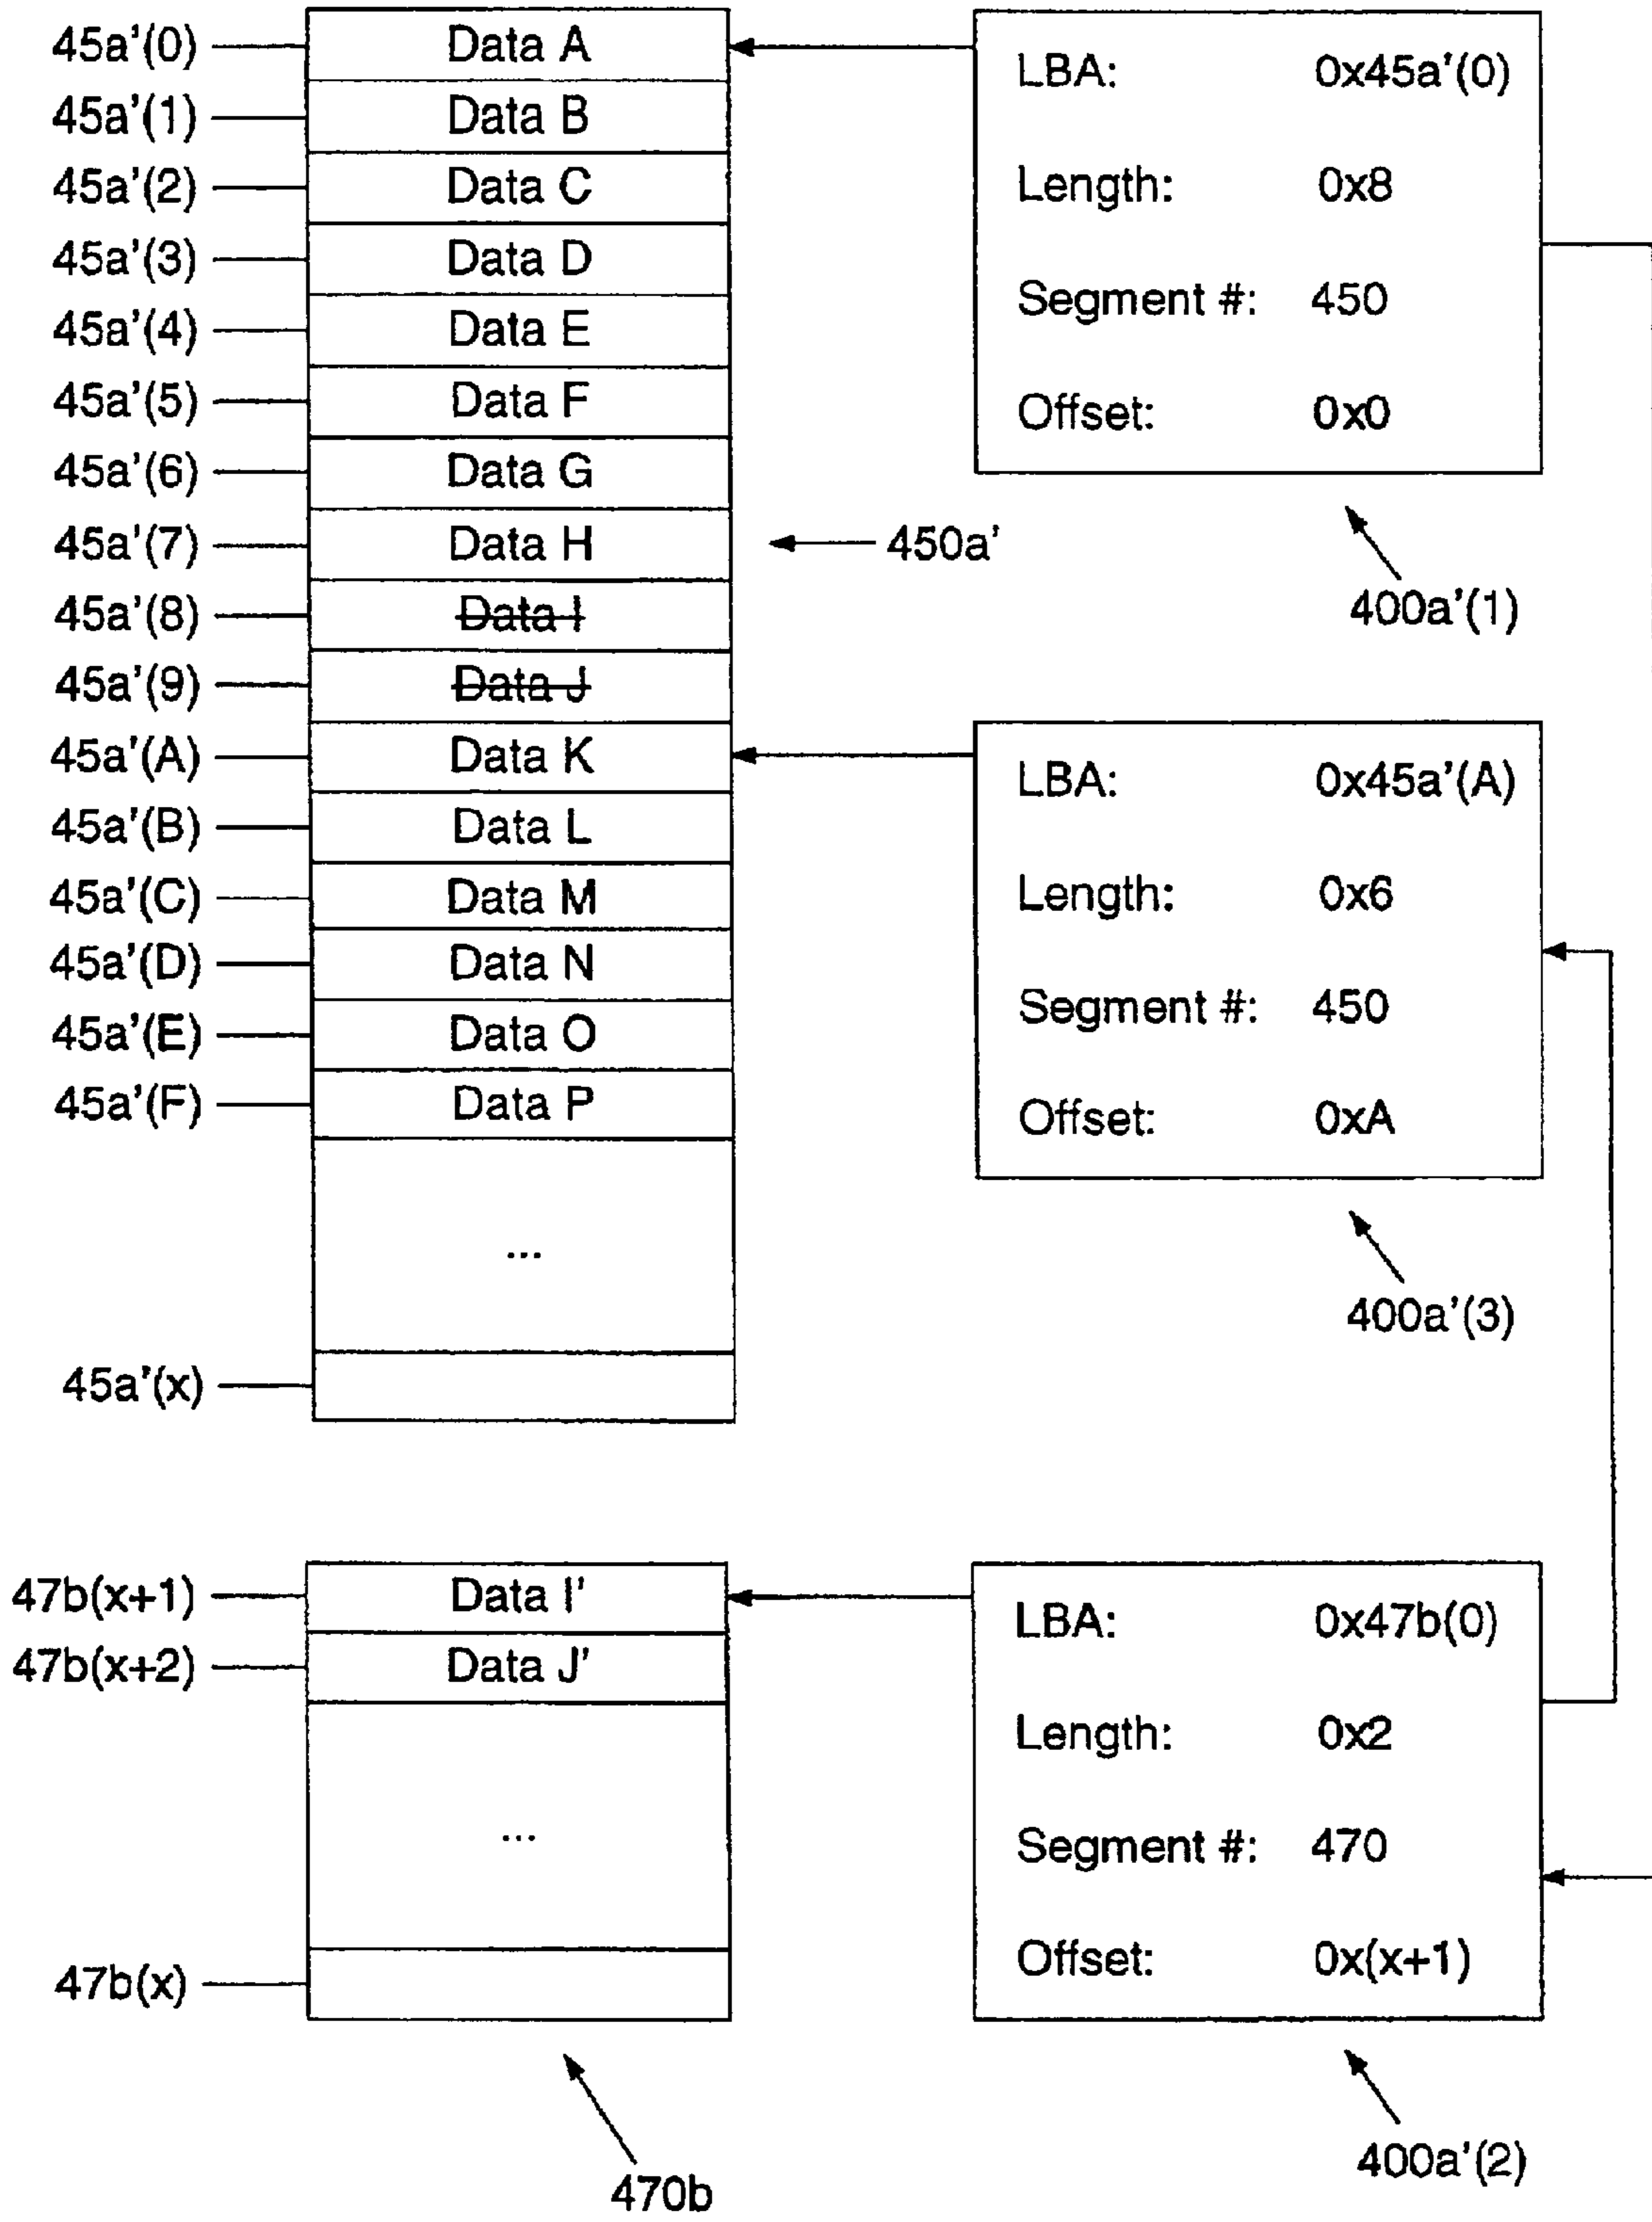 45a'(0) Data A
45a'(1) Data B
45a'(2) Data C
45a'(3) Data D
45a'(4) Data E
45a'(5) Data F
45a'(6) Data G
45a'(7) Data H
45a'(8) Data I
45a'(9) Data J
45a'(A) Data K
45a'(B) Data L
45a'(C) Data M
45a'(D) Data N
45a'(E) Data O
45a'(F) Data P
...
45a'(x)
450a'
LBA: 0x45a'(0)
Length: 0x8
Segment #: 450
Offset: 0x0
400a'(1)
LBA: 0x45a'(A)
Length: 0x6
Segment #: 450
Offset: 0xA
400a'(3)
47b(x+1) Data I'
47b(x+2) Data J'
...
47b(x)
470b
LBA: 0x47b(0)
Length: 0x2
Segment #: 470
Offset: 0x(x+1)
400a'(2)